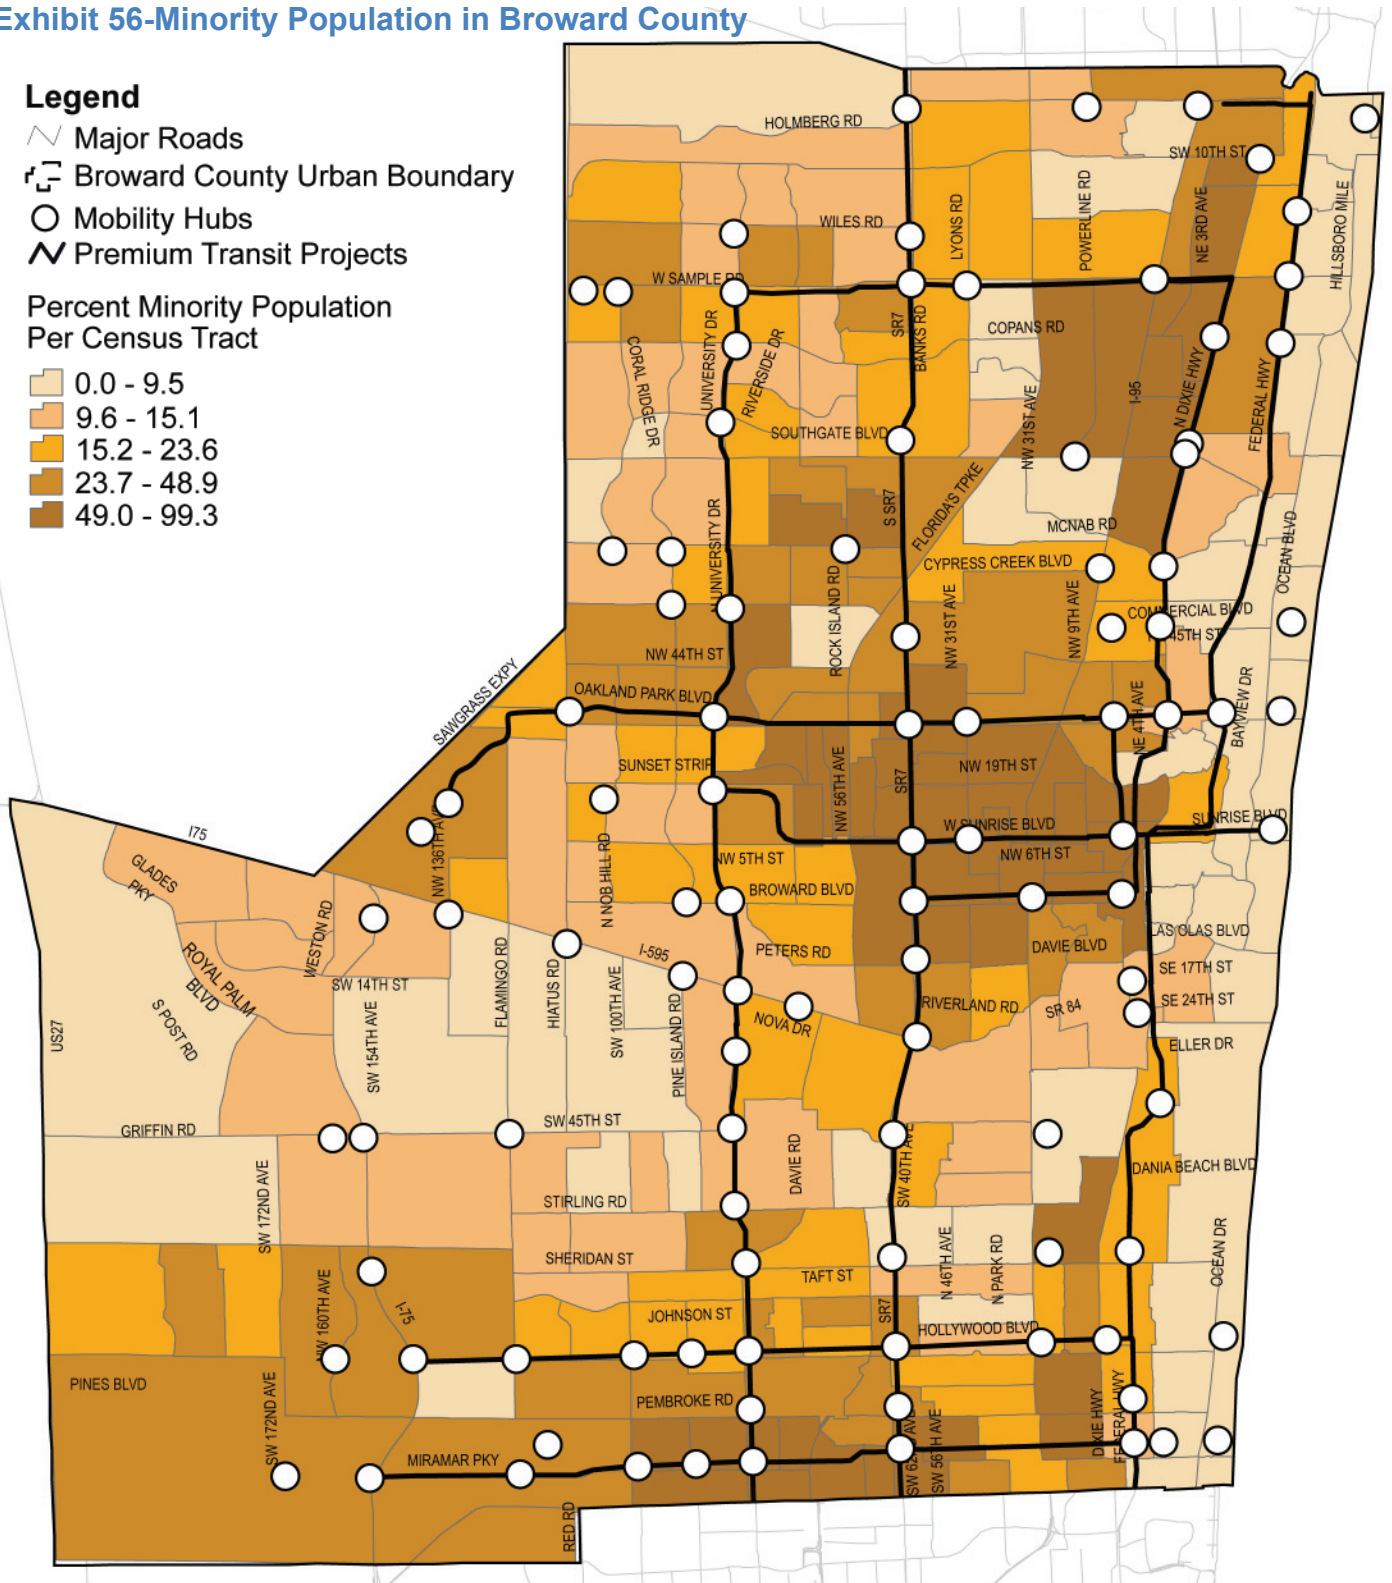 Exhibit 56-Minority Population in Broward County
Legend
Major Roads
Broward County Urban Boundary
Mobility Hubs
Premium Transit Projects
Percent Minority Population
Per Census Tract
0.0 - 9.5
9.6 - 15.1
15.2 - 23.6
23.7 - 48.9
49.0 - 99.3
HOLMBERG RD
SW 10TH ST
WILES RD
LYONS RD
POWERLINE RD
NE 3RD AVE
HILLSBORO MILE
W SAMPLE RD
CORAL RIDGE DR
UNIVERSITY DR
RIVERSIDE DR
SR7
BANKS RD
COPANS RD
I-95
N DIXIE HWY
FEDERAL HWY
NW 31ST AVE
SOUTHGATE BLVD
S SR7
FLORIDA'S TPKE
MCNAB RD
OCEAN BLVD
N UNIVERSITY DR
ROCK ISLAND RD
CYPRESS CREEK BLVD
NW 31ST AVE
NW 9TH AVE
COMMERCIAL BLVD
45TH ST
NW 44TH ST
SAWGRASS EXPY
OAKLAND PARK BLVD
NE 4TH AVE
BAYVIEW DR
SUNSET STRIP
NW 56TH AVE
SR7
NW 19TH ST
I75
NW 136TH AVE
N NOB HILL RD
W SUNRISE BLVD
SUNRISE BLVD
NW 5TH ST
NW 6TH ST
GLADES
PKY
BROWARD BLVD
WESTON RD
LAS OLAS BLVD
ROYAL PALM
BLVD
FLAMINGO RD
HIATUS RD
I-595
PETERS RD
DAVIE BLVD
SE 17TH ST
SW 14TH ST
SW 100TH AVE
PINE ISLAND RD
RIVERLAND RD
SR 84
SE 24TH ST
US27
S POST RD
SW 154TH AVE
NOVA DR
ELLER DR
GRIFFIN RD
SW 45TH ST
SW 172ND AVE
DAVIE RD
SW 40TH AVE
DANIA BEACH BLVD
STIRLING RD
SHERIDAN ST
N 46TH AVE
N PARK RD
OCEAN DR
NW 160TH AVE
I-75
TAFT ST
JOHNSON ST
SR7
HOLLYWOOD BLVD
PINES BLVD
SW 172ND AVE
PEMBROKE RD
DIXIE HWY
FEDERAL HWY
MIRAMAR PKY
SW 62ND AVE
SW 56TH AVE
RED RD